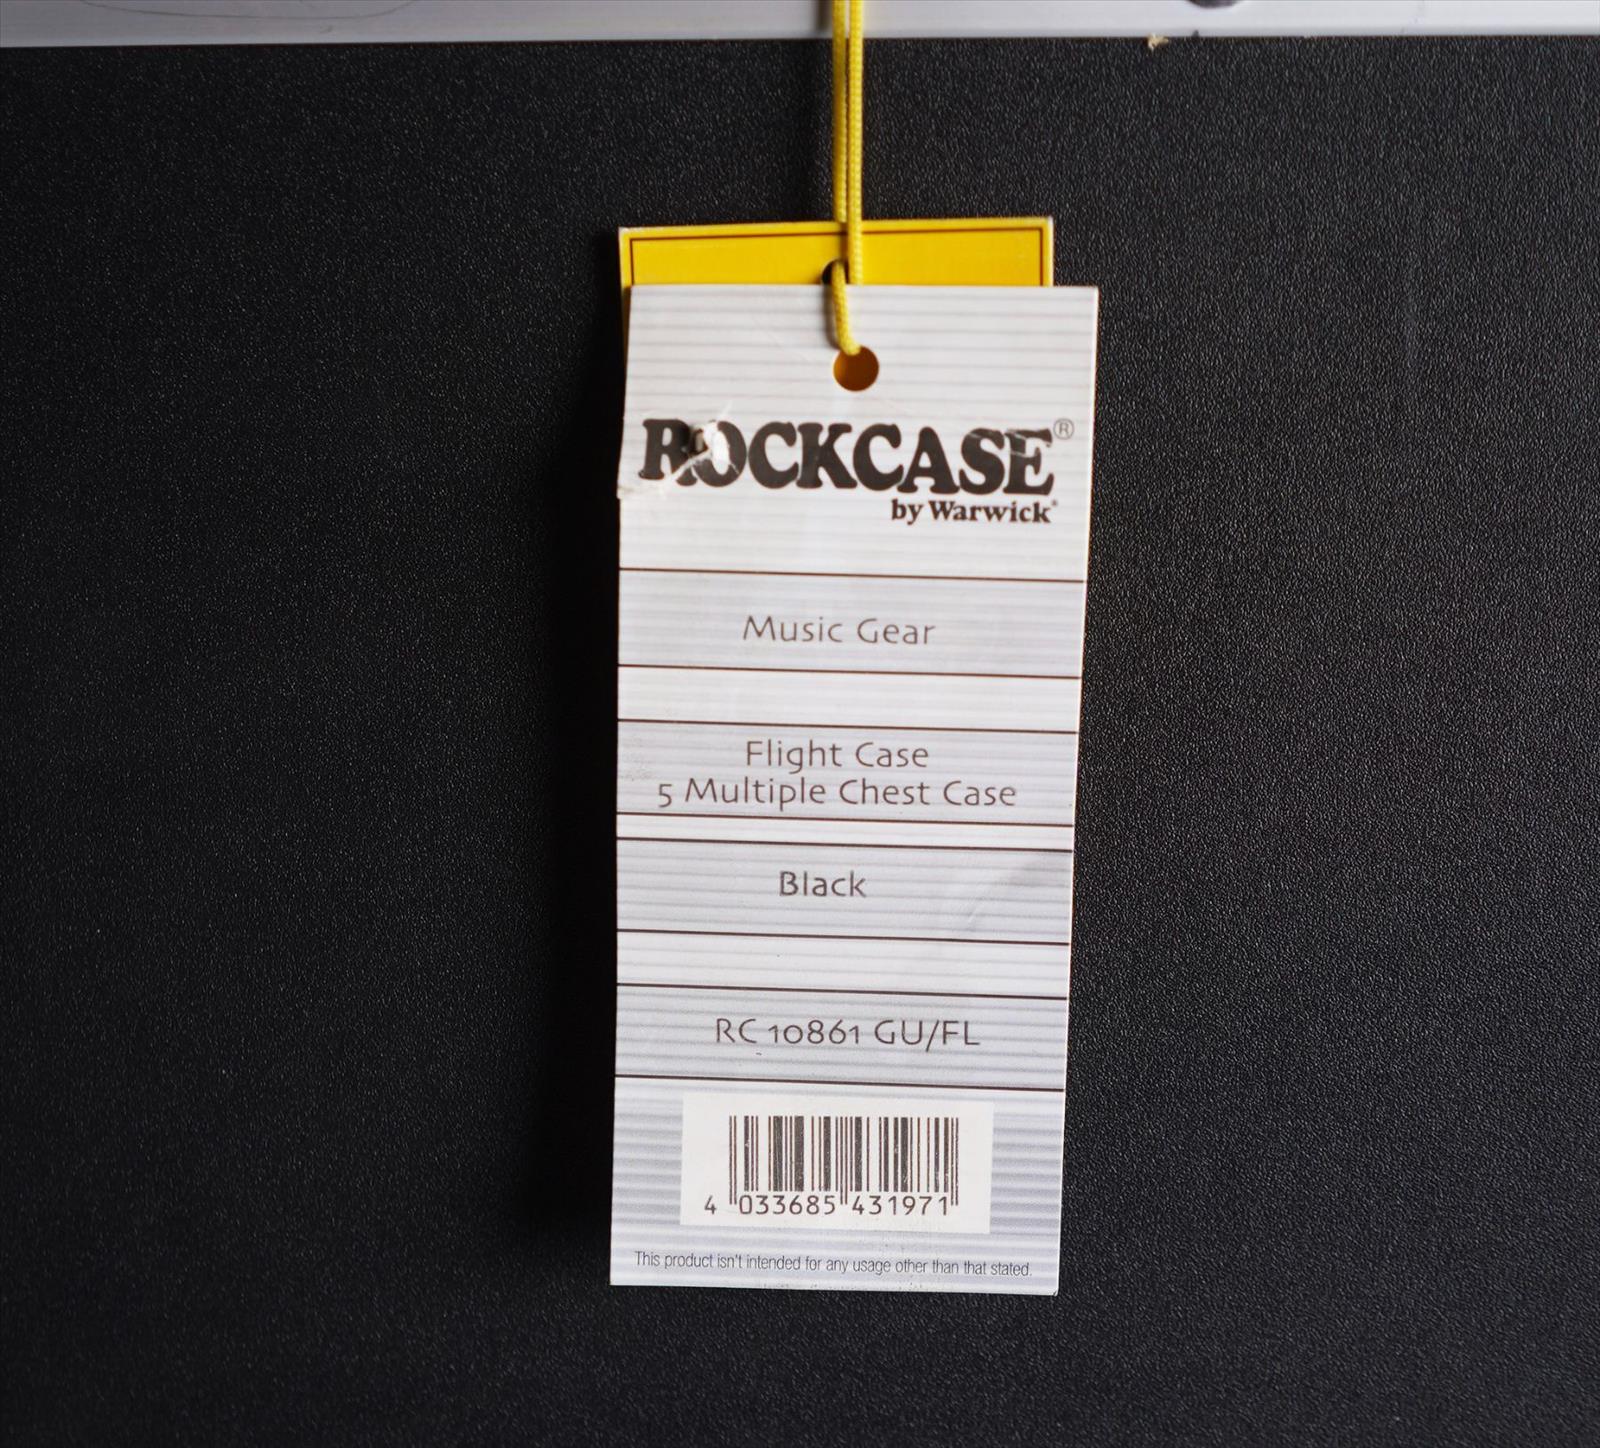 ROCKCASE®
by Warwick®
Music Gear
Flight Case
5 Multiple Chest Case
Black
RC 10861 GU/FL
4 033685 431971
This product isn't intended for any usage other than that stated.